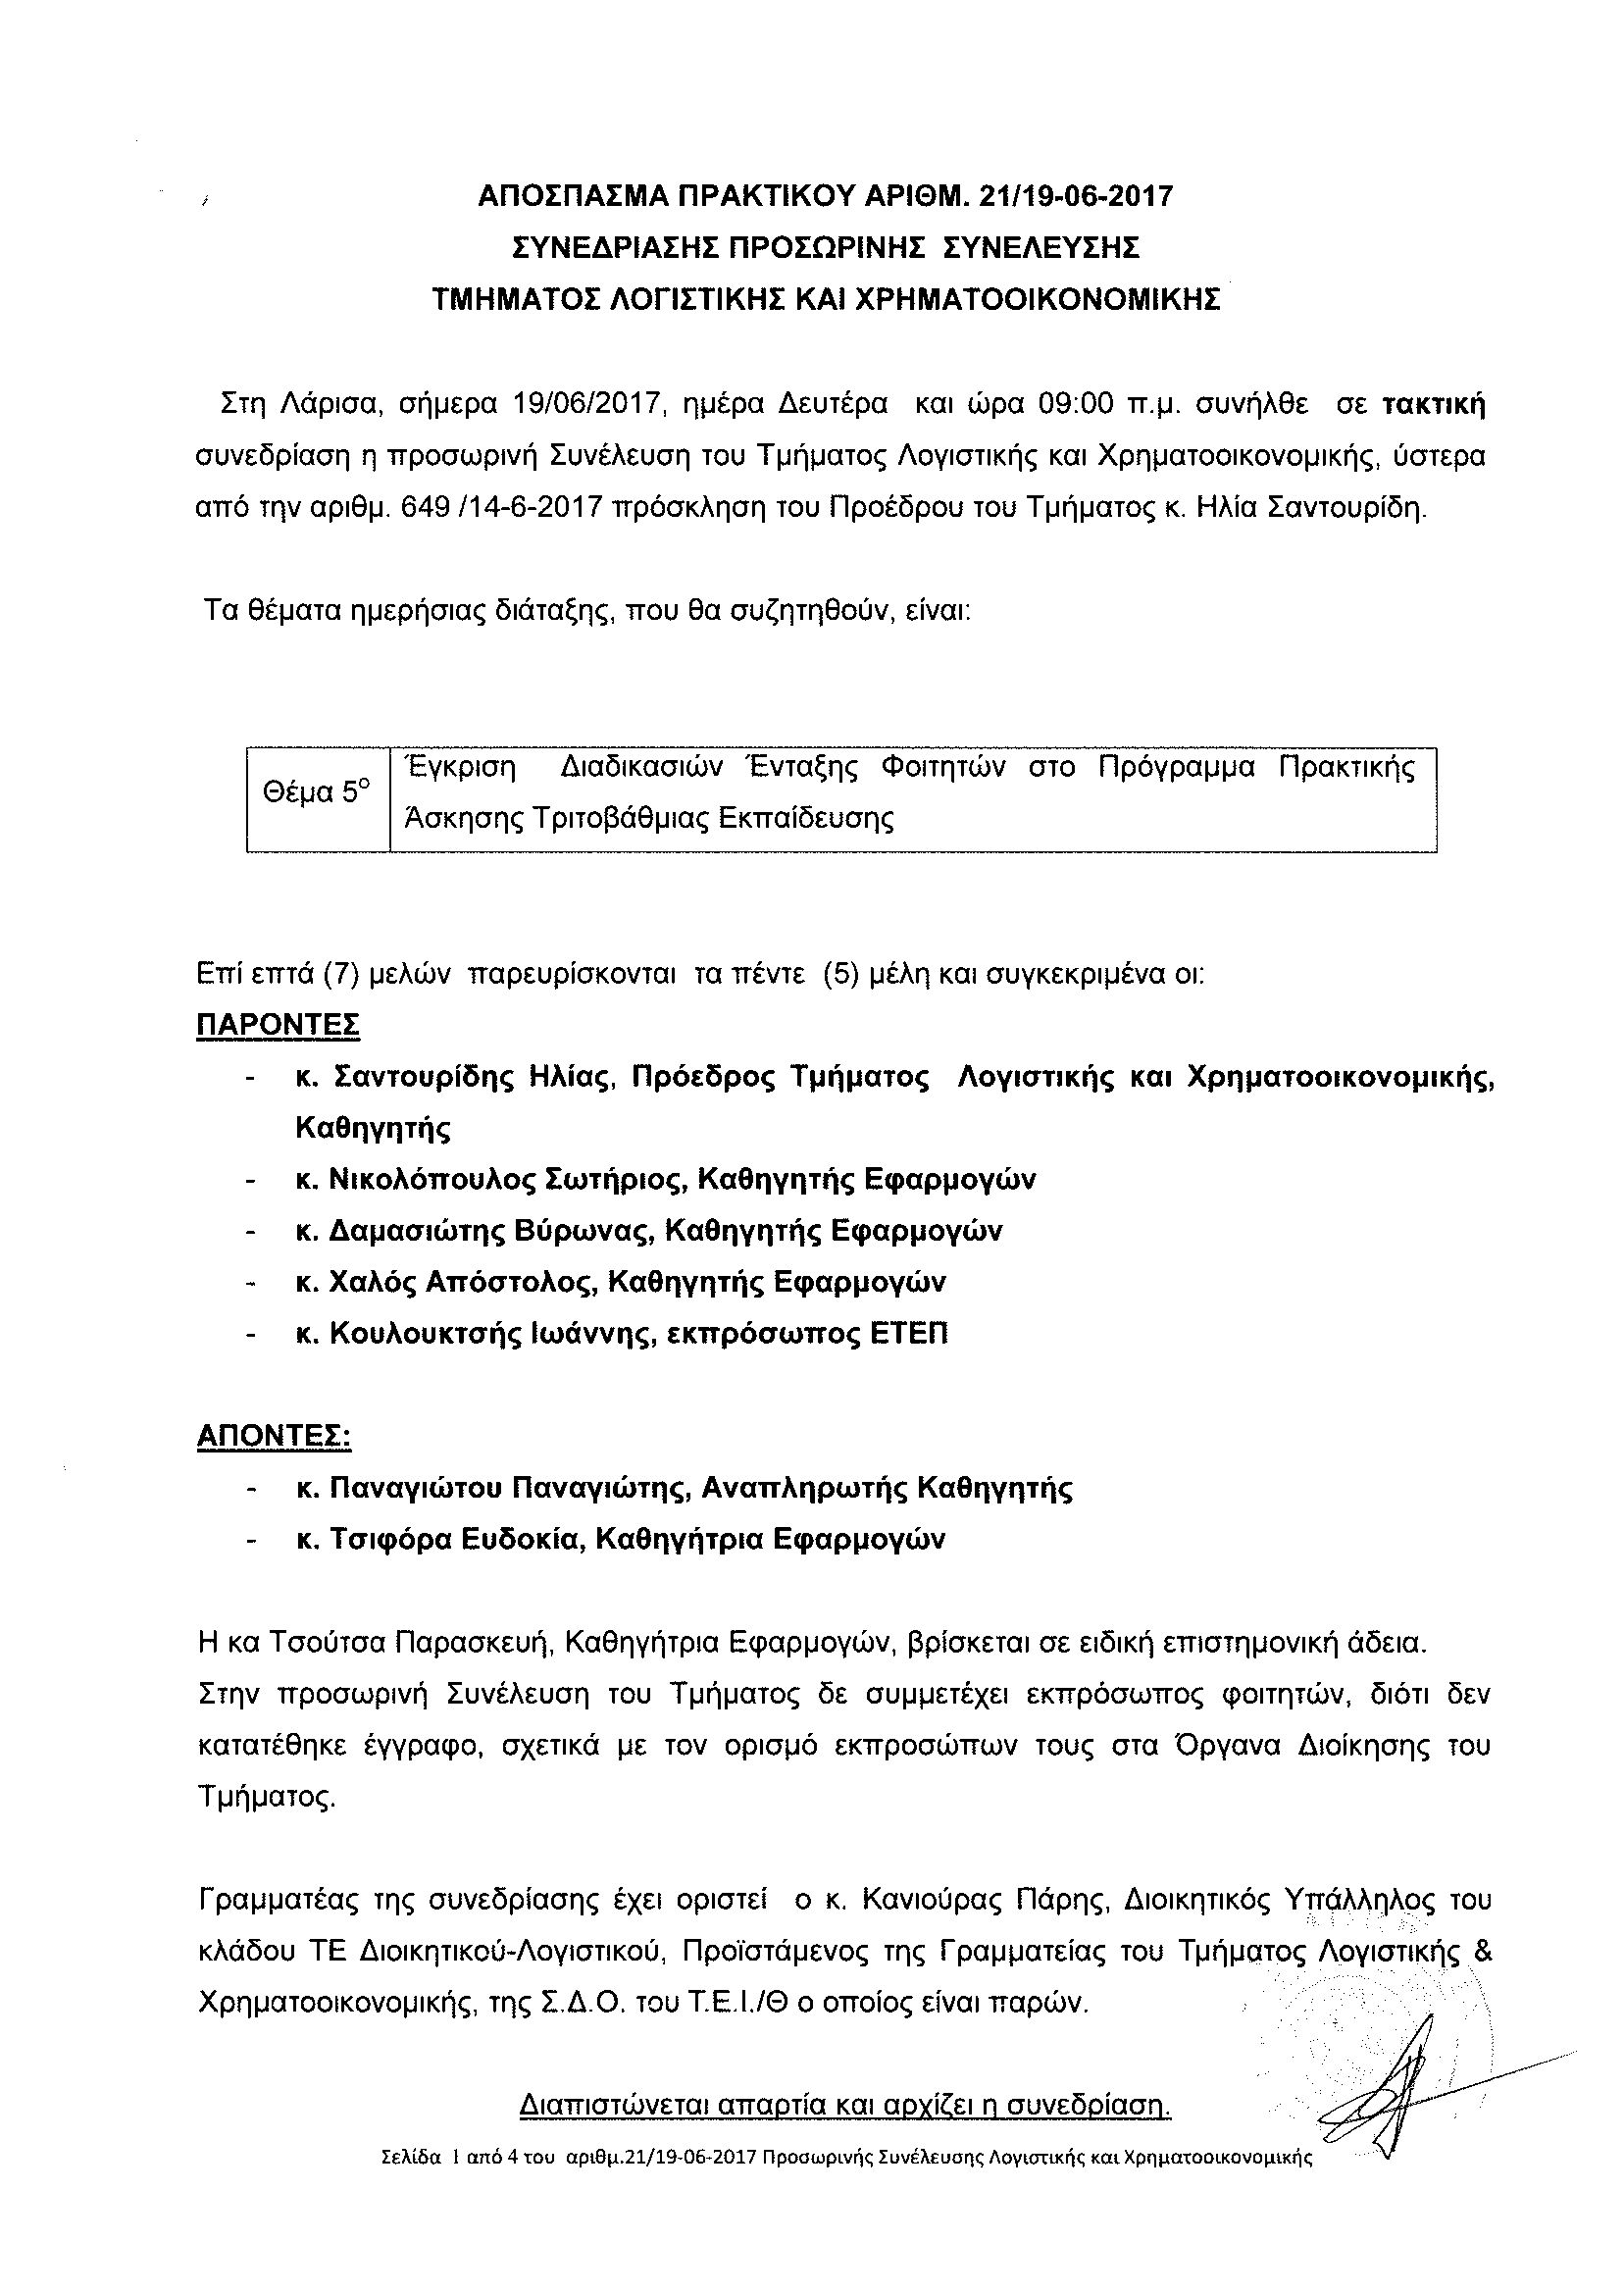 ΑΠΟΣΠΑΣΜΑ ΠΡΑΚΤΙΚΟΥ ΑΡΙΘΜ. 21/19-06-2017
ΣΥΝΕΔΡΙΑΣΗΣ ΠΡΟΣΩΡΙΝΗΣ ΣΥΝΕΛΕΥΣΗΣ
ΤΜΗΜΑΤΟΣ ΛΟΓΙΣΤΙΚΗΣ ΚΑΙ ΧΡΗΜΑΤΟΟΙΚΟΝΟΜΙΚΗΣ
Στη Λάρισα, σήμερα 19/06/2017, ημέρα Δευτέρα και ώρα 09:00 π.μ. συνήλθε σε τακτική
συνεδρίαση η προσωρινή Συνέλευση του Τμήματος Λογιστικής και Χρηματοοικονομικής, ύστερα
από την αριθμ. 649 /14-6-2017 πρόσκληση του Προέδρου του Τμήματος κ. Ηλία Σαντουρίδη.
Τα θέματα ημερήσιας διάταξης, που θα συζητηθούν, είναι:
Θέμα 5ο
Έγκριση Διαδικασιών Ένταξης Φοιτητών στο Πρόγραμμα Πρακτικής
Άσκησης Τριτοβάθμιας Εκπαίδευσης
Επί επτά (7) μελών παρευρίσκονται τα πέντε (5) μέλη και συγκεκριμένα οι:
ΠΑΡΟΝΤΕΣ
- κ. Σαντουρίδης Ηλίας, Πρόεδρος Τμήματος Λογιστικής και Χρηματοοικονομικής,
Καθηγητής
- κ. Νικολόπουλος Σωτήριος, Καθηγητής Εφαρμογών
- κ. Δαμασιώτης Βύρωνας, Καθηγητής Εφαρμογών
- κ. Χαλός Απόστολος, Καθηγητής Εφαρμογών
- κ. Κουλουκτσής Ιωάννης, εκπρόσωπος ΕΤΕΠ
ΑΠΟΝΤΕΣ:
- κ. Παναγιώτου Παναγιώτης, Αναπληρωτής Καθηγητής
- κ. Τσιφόρα Ευδοκία, Καθηγήτρια Εφαρμογών
Η κα Τσούτσα Παρασκευή, Καθηγήτρια Εφαρμογών, βρίσκεται σε ειδική επιστημονική άδεια.
Στην προσωρινή Συνέλευση του Τμήματος δε συμμετέχει εκπρόσωπος φοιτητών, διότι δεν
κατατέθηκε έγγραφο, σχετικά με τον ορισμό εκπροσώπων τους στα Όργανα Διοίκησης του
Τμήματος.
Γραμματέας της συνεδρίασης έχει οριστεί ο κ. Κανιούρας Πάρης, Διοικητικός Υπάλληλος του
κλάδου ΤΕ Διοικητικού-Λογιστικού, Προϊστάμενος της Γραμματείας του Τμήματος Λογιστικής &
Χρηματοοικονομικής, της Σ.Δ.Ο. του Τ.Ε.Ι./Θ ο οποίος είναι παρών.
Διαπιστώνεται απαρτία και αρχίζει η συνεδρίαση.
Σελίδα 1 από 4 του αριθμ.21/19-06-2017 Προσωρινής Συνέλευσης Λογιστικής και Χρηματοοικονομικής